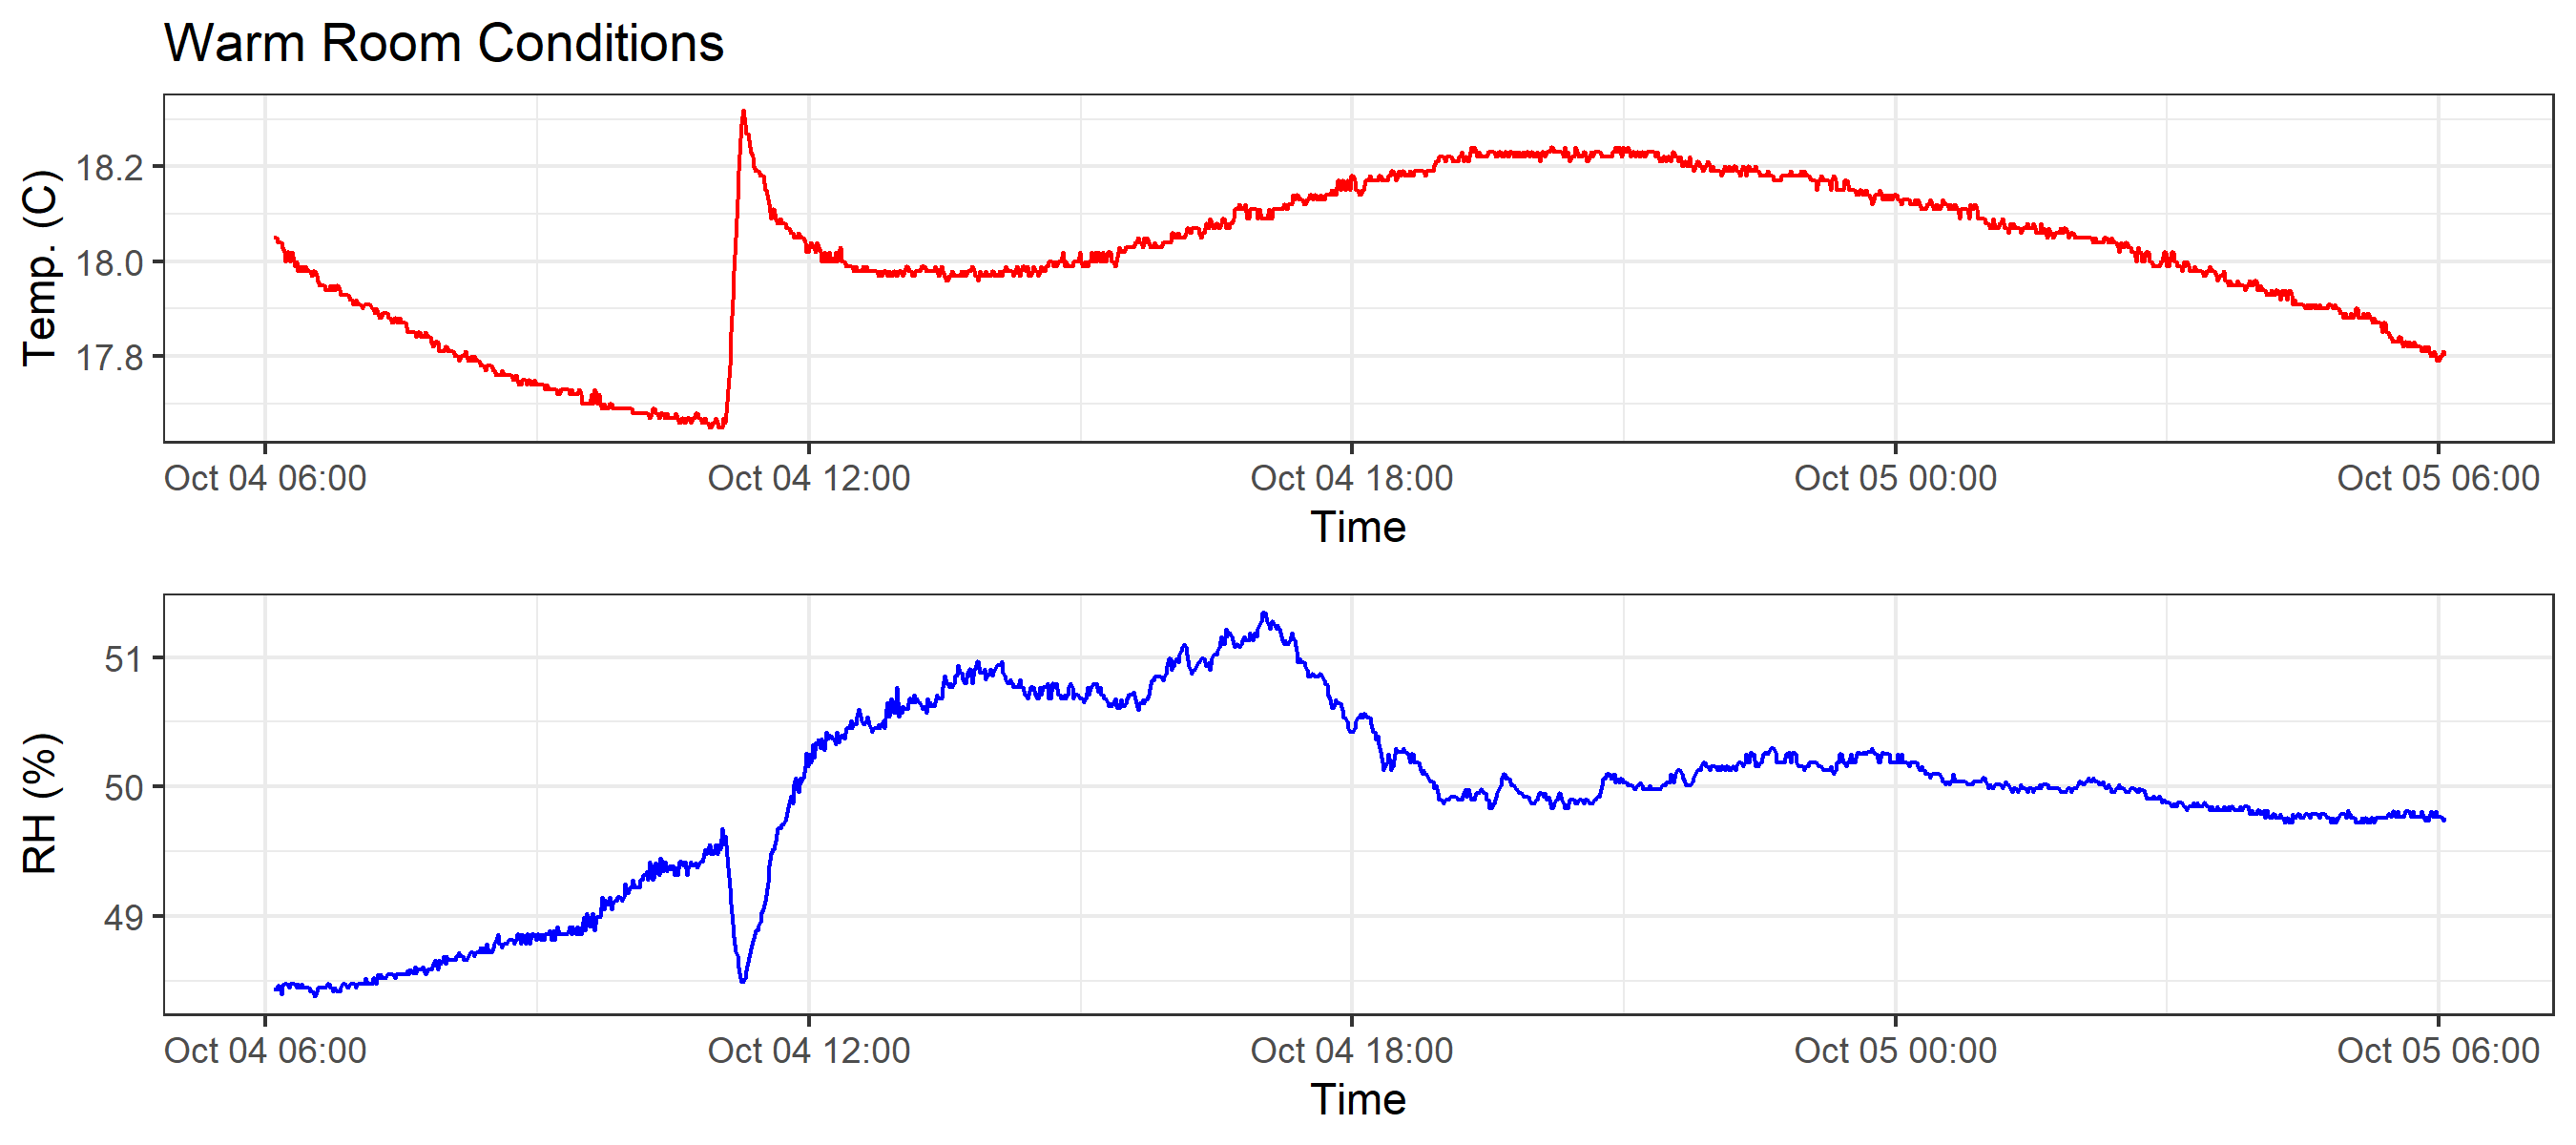 Warm Room Conditions
Temp. (C)
18.2
18.0
17.8
Oct 04 06:00 Oct 04 12:00 Oct 04 18:00 Oct 05 00:00 Oct 05 06:00
Time
RH (%)
51
50
49
Oct 04 06:00 Oct 04 12:00 Oct 04 18:00 Oct 05 00:00 Oct 05 06:00
Time